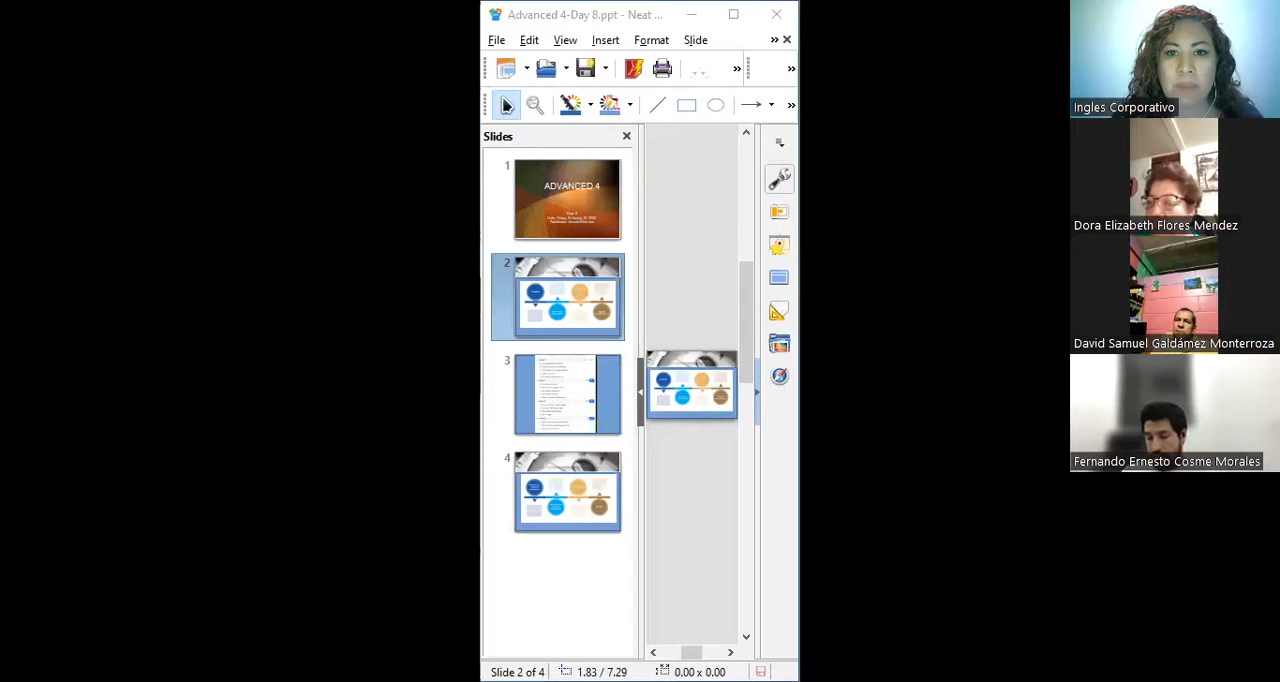 Advanced 4-Day 8.ppt - Neat ...
File Edit View Insert Format Slide
Slides
1
ADVANCED 4
2
3
4
Slide 2 of 4
1.83 / 7.29
0.00 x 0.00
Ingles Corporativo
Dora Elizabeth Flores Mendez
David Samuel Galdámez Monterroza
Fernando Ernesto Cosme Morales